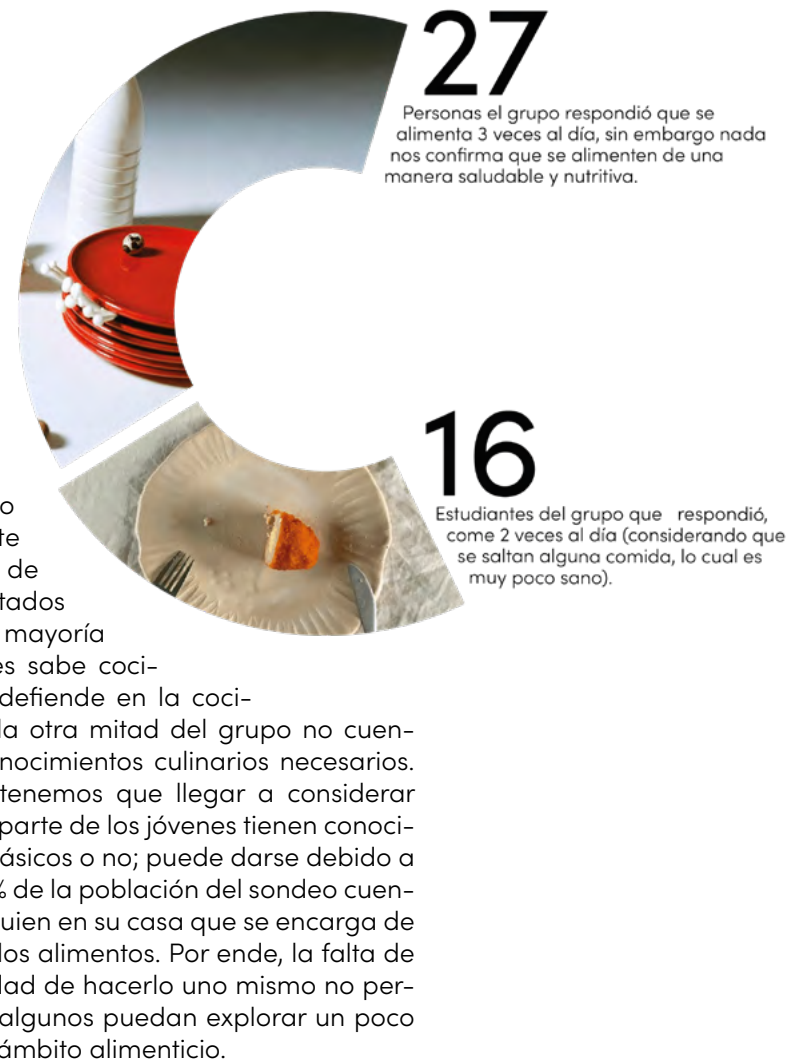 27
Personas el grupo respondió que se
alimenta 3 veces al día, sin embargo nada
nos confirma que se alimenten de una
manera saludable y nutritiva.
16
Estudiantes del grupo que respondió,
come 2 veces al día (considerando que
se saltan alguna comida, lo cual es
muy poco sano).
o
te
de
tados
mayoría
es sabe coci-
defiende en la coci-
la otra mitad del grupo no cuen-
nocimientos culinarios necesarios.
tenemos que llegar a considerar
parte de los jóvenes tienen conoci-
ásicos o no; puede darse debido a
% de la población del sondeo cuen-
uien en su casa que se encarga de
los alimentos. Por ende, la falta de
dad de hacerlo uno mismo no per-
algunos puedan explorar un poco
ámbito alimenticio.